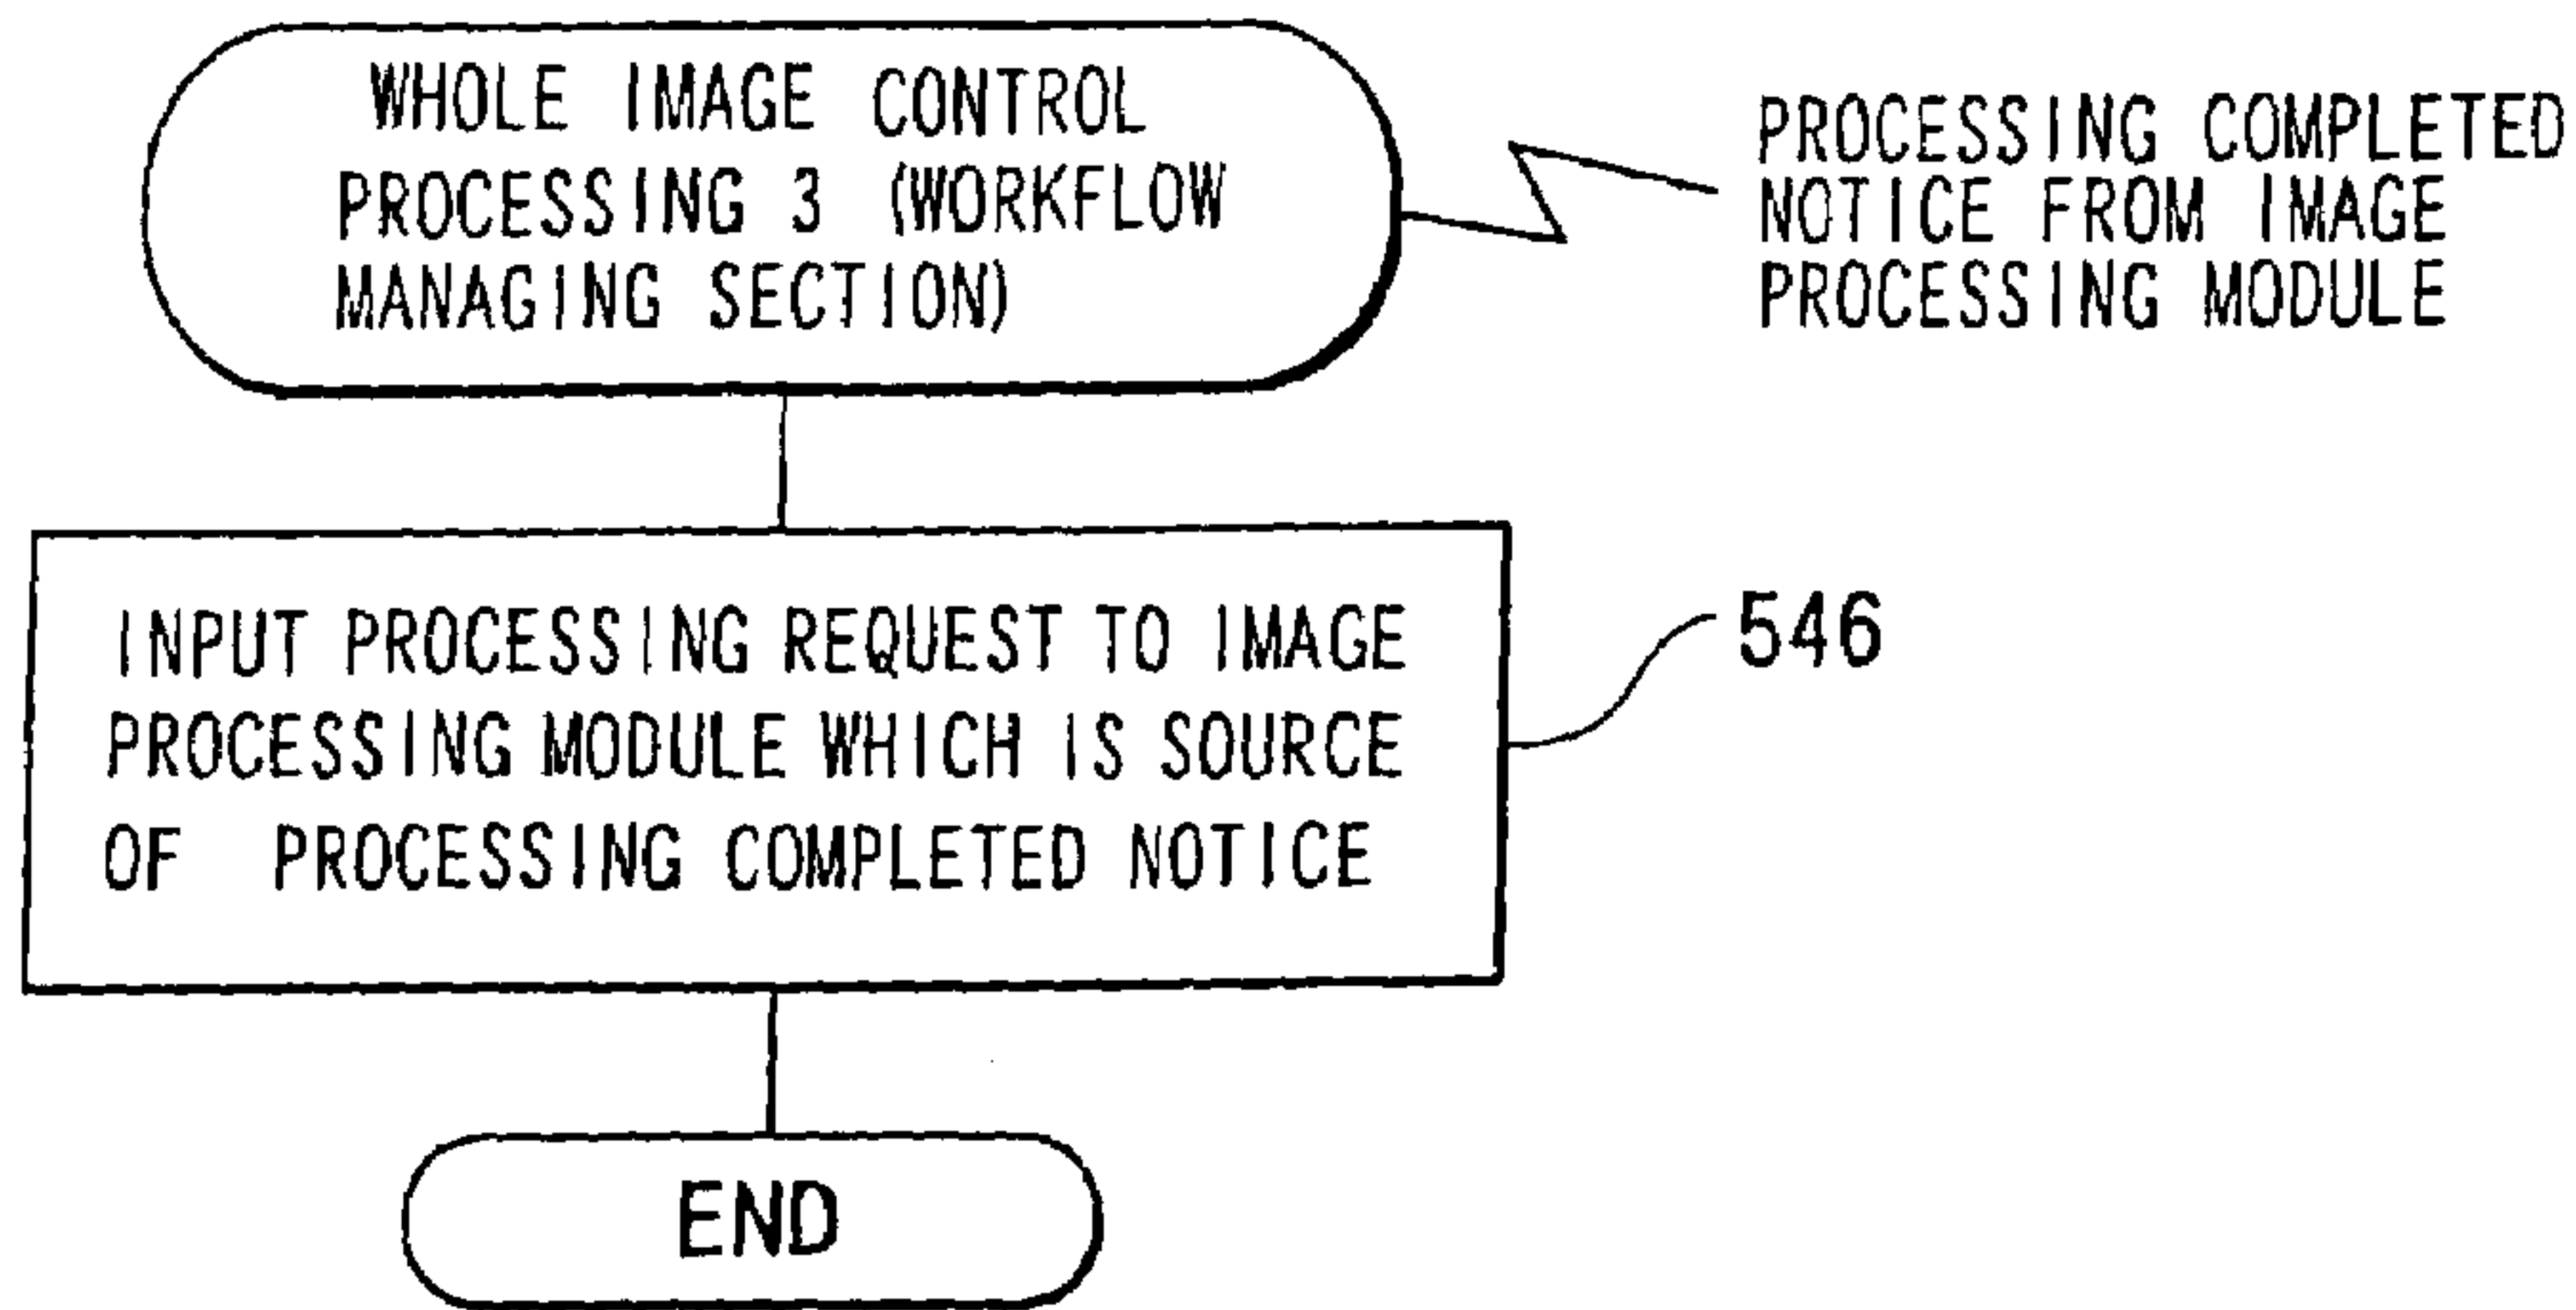 WHOLE IMAGE CONTROL
PROCESSING 3 (WORKFLOW
MANAGING SECTION)
PROCESSING COMPLETED
NOTICE FROM IMAGE
PROCESSING MODULE
INPUT PROCESSING REQUEST TO IMAGE
PROCESSING MODULE WHICH IS SOURCE
OF PROCESSING COMPLETED NOTICE
546
END